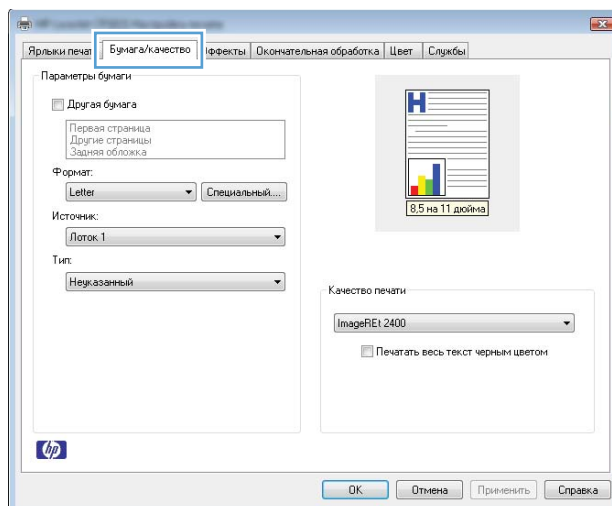 Ярлыки печат Бумага/качество ффекты Окончательная обработка Цвет Службы
Параметры бумаги
Другая бумага
Первая страница
Другие страницы
Задняя обложка
Формат:
Letter Специальный....
Источник:
Лоток 1
Тип:
Неуказанный
H
8,5 на 11 дюйма
Качество печати
ImageREt 2400
Печатать весь текст черным цветом
hp
OK Отмена Применить Справка